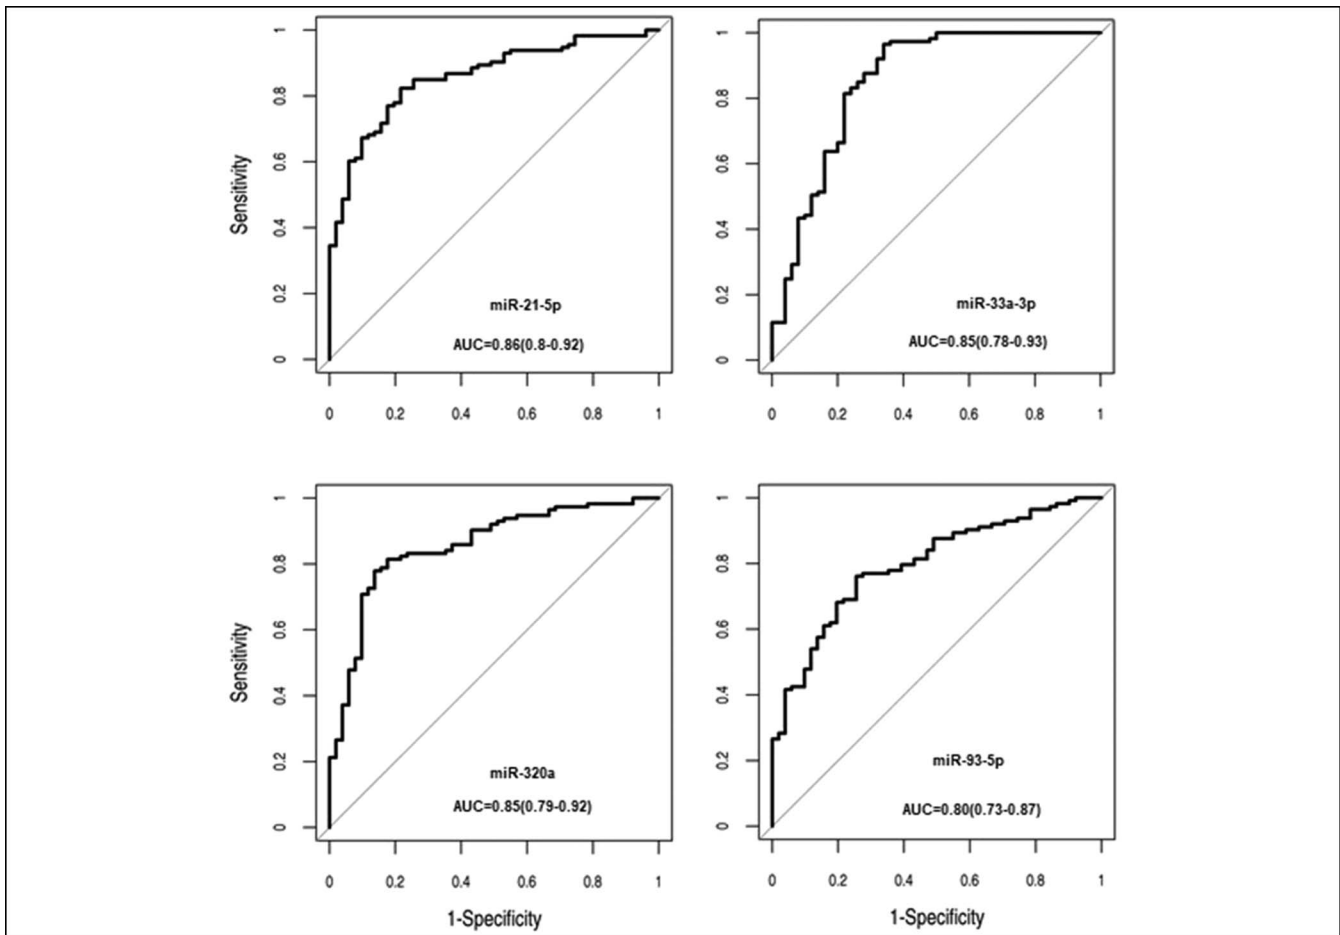 1
0.8
0.6
0.4
0.2
0
Sensitivity
miR-21-5p
AUC=0.86(0.8-0.92)
0 0.2 0.4 0.6 0.8 1
1
0.8
0.6
0.4
0.2
0
miR-33a-3p
AUC=0.85(0.78-0.93)
0 0.2 0.4 0.6 0.8 1
1
0.8
0.6
0.4
0.2
0
Sensitivity
miR-320a
AUC=0.85(0.79-0.92)
0 0.2 0.4 0.6 0.8 1
1-Specificity
1
0.8
0.6
0.4
0.2
0
miR-93-5p
AUC=0.80(0.73-0.87)
0 0.2 0.4 0.6 0.8 1
1-Specificity